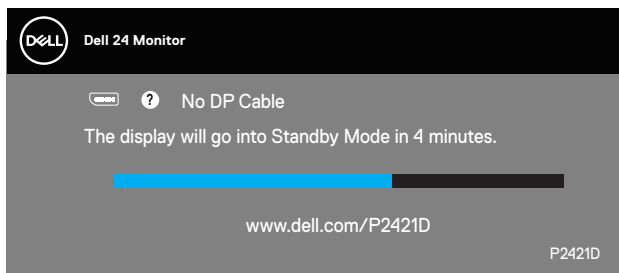 DELL
Dell 24 Monitor
? No DP Cable
The display will go into Standby Mode in 4 minutes.
www.dell.com/P2421D
P2421D